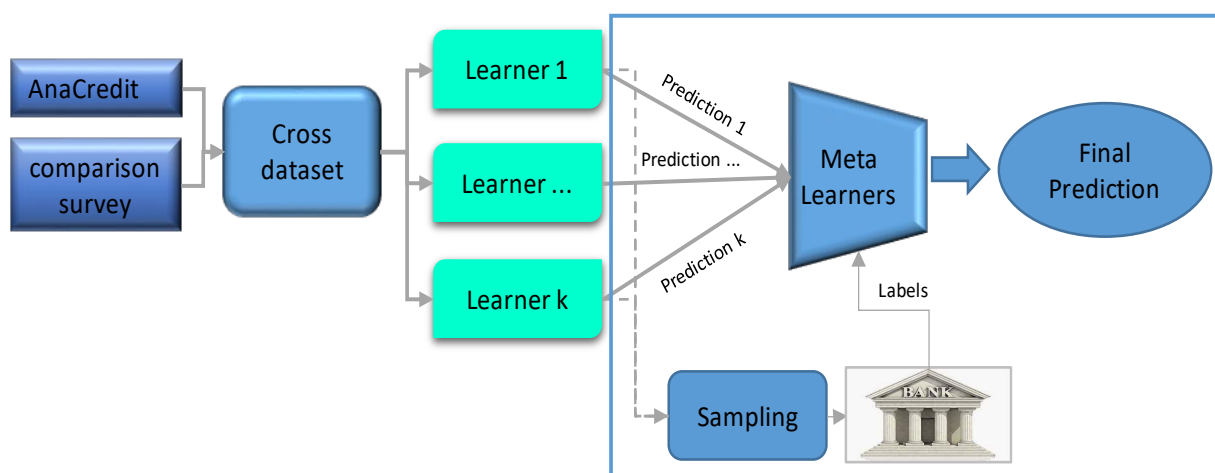 AnaCredit
comparison
survey
Cross
dataset
Learner 1
Learner ...
Learner k
Prediction 1
Prediction ...
Prediction k
Meta
Learners
Final
Prediction
Labels
Sampling
BANK